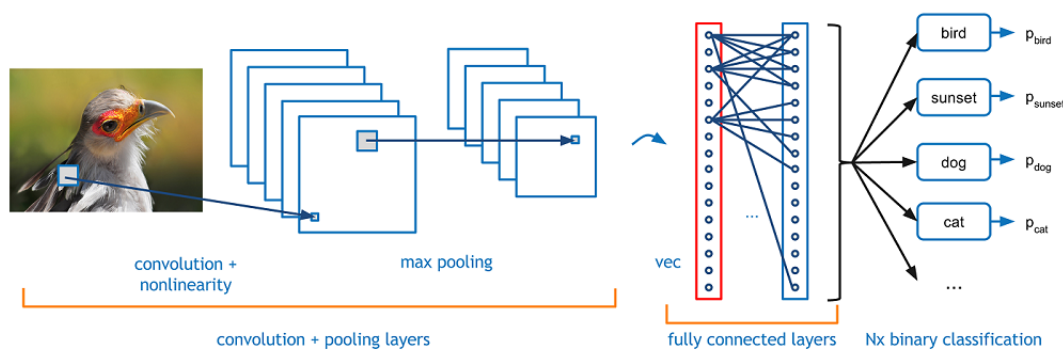 bird
p_bird
sunset
p_sunset
dog
p_dog
cat
p_cat
...
...
convolution +
nonlinearity
max pooling
vec
convolution + pooling layers
fully connected layers
Nx binary classification